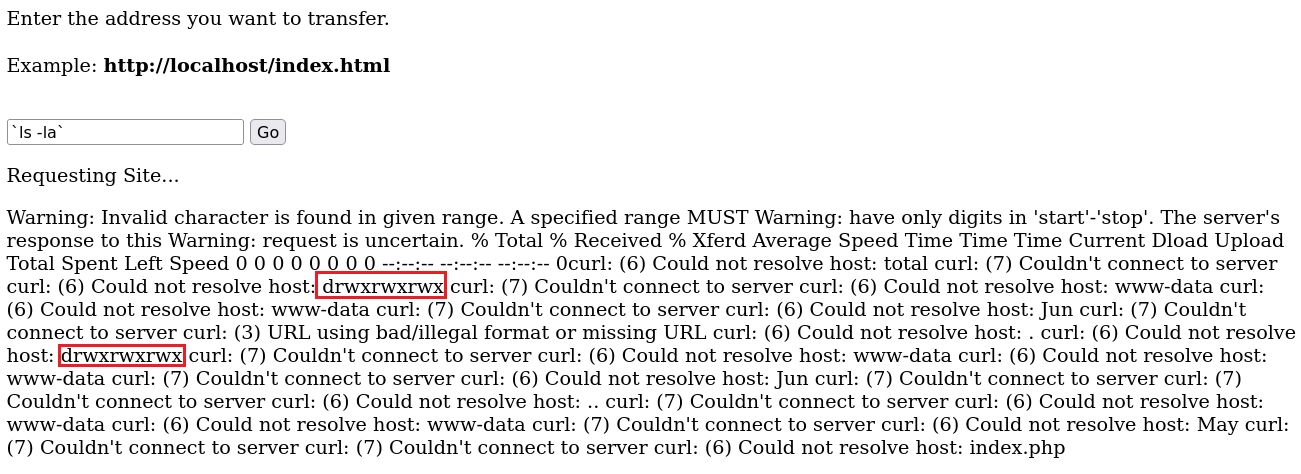 Enter the address you want to transfer.
Example: http://localhost/index.html
`ls -la` Go
Requesting Site...
Warning: Invalid character is found in given range. A specified range MUST Warning: have only digits in 'start'-'stop'. The server's
response to this Warning: request is uncertain. % Total % Received % Xferd Average Speed Time Time Time Current Dload Upload
Total Spent Left Speed 0 0 0 0 0 0 0 0 --:--:-- --:--:-- --:--:-- 0curl: (6) Could not resolve host: total curl: (7) Couldn't connect to server
curl: (6) Could not resolve host: drwxrwxrwx curl: (7) Couldn't connect to server curl: (6) Could not resolve host: www-data curl:
(6) Could not resolve host: www-data curl: (7) Couldn't connect to server curl: (6) Could not resolve host: Jun curl: (7) Couldn't
connect to server curl: (3) URL using bad/illegal format or missing URL curl: (6) Could not resolve host: . curl: (6) Could not resolve
host: drwxrwxrwx curl: (7) Couldn't connect to server curl: (6) Could not resolve host: www-data curl: (6) Could not resolve host:
www-data curl: (7) Couldn't connect to server curl: (6) Could not resolve host: Jun curl: (7) Couldn't connect to server curl: (7)
Couldn't connect to server curl: (6) Could not resolve host: .. curl: (7) Couldn't connect to server curl: (6) Could not resolve host:
www-data curl: (6) Could not resolve host: www-data curl: (7) Couldn't connect to server curl: (6) Could not resolve host: May curl:
(7) Couldn't connect to server curl: (7) Couldn't connect to server curl: (6) Could not resolve host: index.php